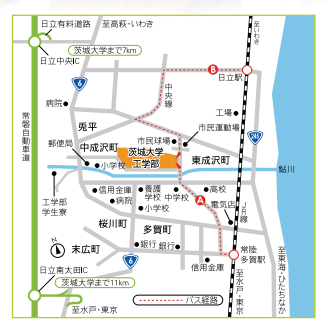 日立有料道路
至高萩・いわき
至いわき
茨城大学まで7km
日立中央IC
6
B
日立駅
中央線
病院
工場
兎平
市民球場
市民運動場
245
常磐自動車道
郵便局
中成沢町
茨城大学
工学部
東成沢町
小学校
鮎川
工学部
学生寮
信用金庫
病院
養護
学校
中学校
小学校
高校
A
電気店
JR線
桜川町
多賀町
N
末広町
銀行
銀行
6
信用金庫
常陸
多賀駅
日立南太田IC
茨城大学まで11km
至水戸・東京
バス経路
至水戸・東京
至東海・ひたちなか